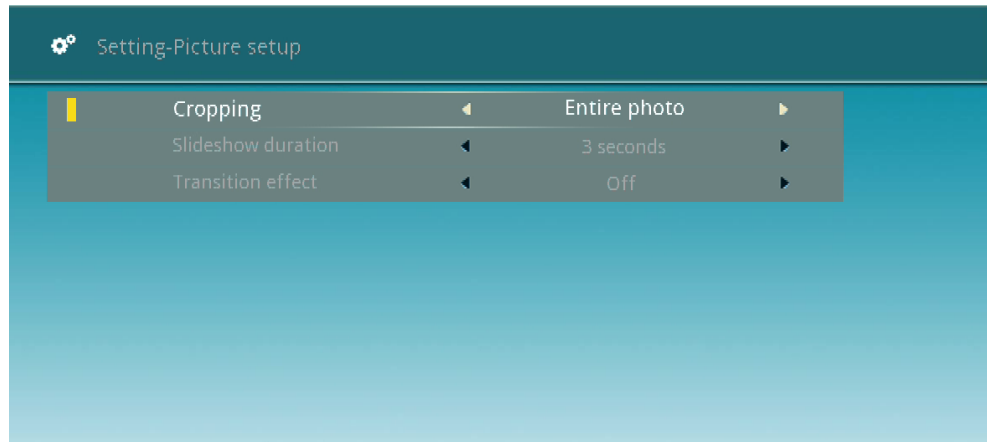 Setting-Picture setup
Cropping Entire photo
Slideshow duration 3 seconds
Transition effect Off